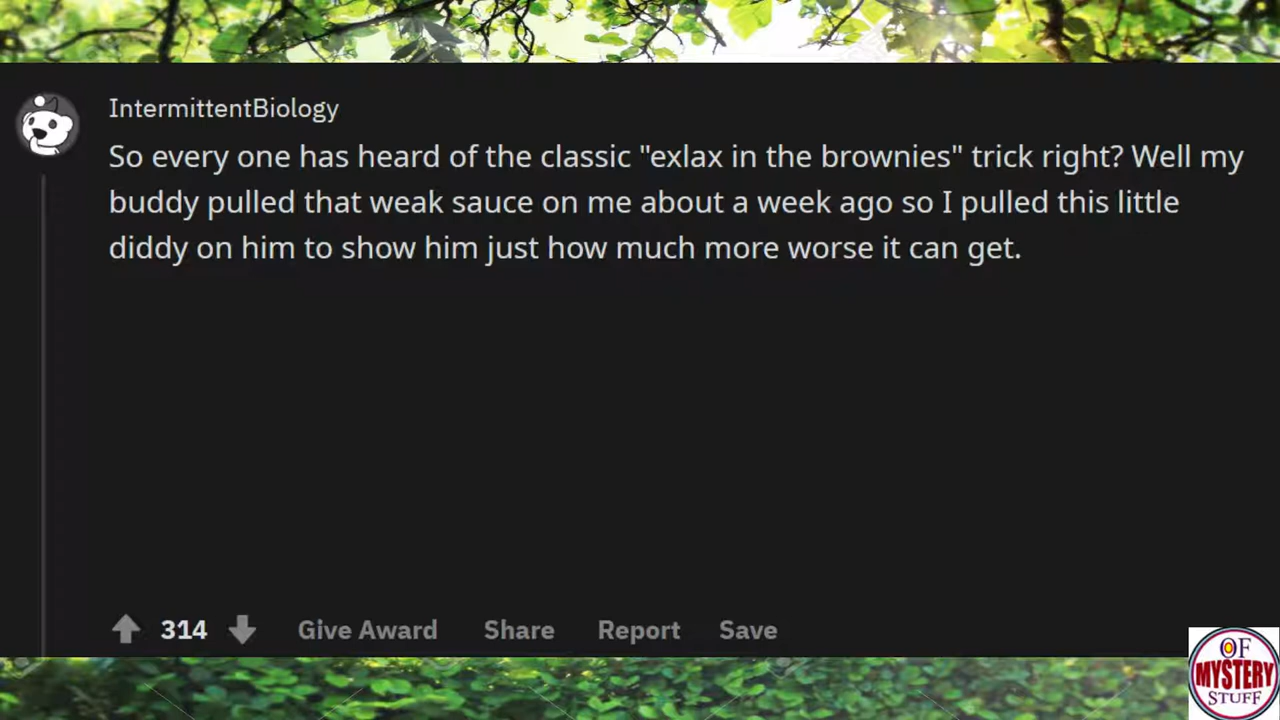 IntermittentBiology
So every one has heard of the classic "exlax in the brownies" trick right? Well my
buddy pulled that weak sauce on me about a week ago so I pulled this little
diddy on him to show him just how much more worse it can get.
314 Give Award Share Report Save
OF
MYSTERY
STUFF